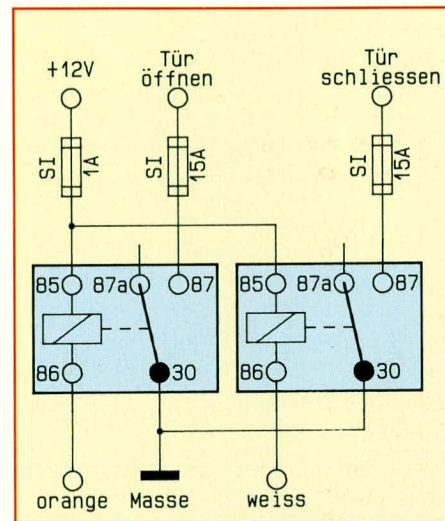 +12V
Tür öffnen
Tür schliessen
SI 1A
SI 15A
SI 15A
85 87a 87
85 87a 87
86 30
86 30
orange Masse weiss